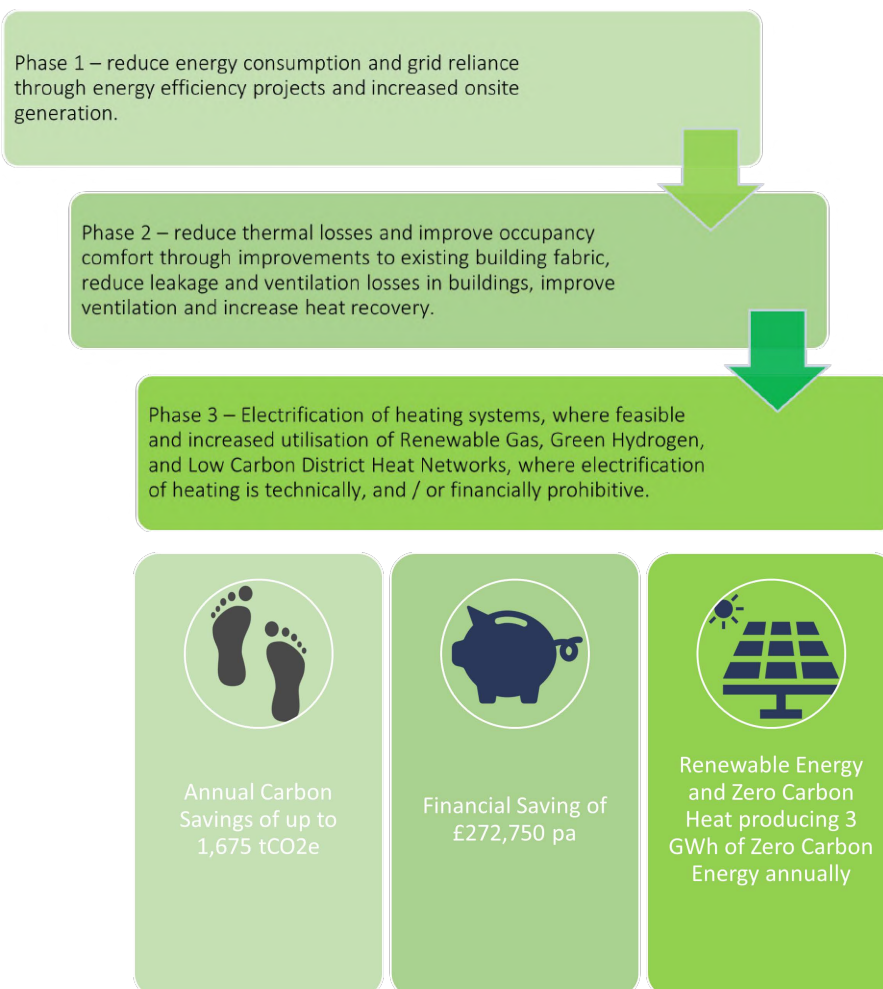 Phase 1 – reduce energy consumption and grid reliance
through energy efficiency projects and increased onsite
generation.
Phase 2 – reduce thermal losses and improve occupancy
comfort through improvements to existing building fabric,
reduce leakage and ventilation losses in buildings, improve
ventilation and increase heat recovery.
Phase 3 – Electrification of heating systems, where feasible
and increased utilisation of Renewable Gas, Green Hydrogen,
and Low Carbon District Heat Networks, where electrification
of heating is technically, and / or financially prohibitive.
Annual Carbon
Savings of up to
1,675 tCO2e
Financial Saving of
£272,750 pa
Renewable Energy
and Zero Carbon
Heat producing 3
GWh of Zero Carbon
Energy annually